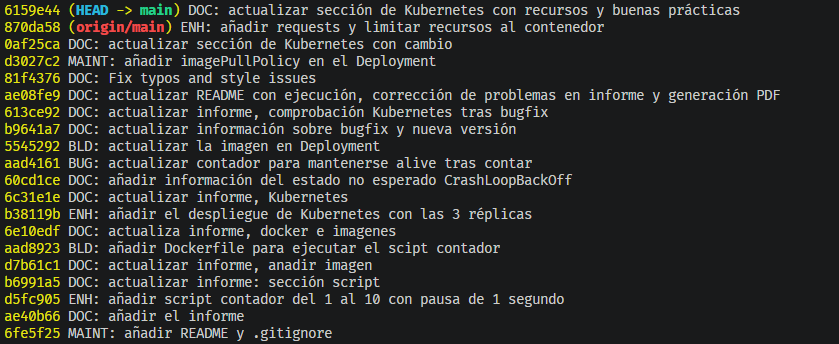 6159e44 (HEAD -> main) DOC: actualizar sección de Kubernetes con recursos y buenas prácticas
870da58 (origin/main) ENH: añadir requests y limitar recursos al contenedor
0af25ca DOC: actualizar sección de Kubernetes con cambio
d3027c2 MAINT: añadir imagePullPolicy en el Deployment
81f4376 DOC: Fix typos and style issues
ae08fe9 DOC: actualizar README con ejecución, corrección de problemas en informe y generación PDF
613ce92 DOC: actualizar informe, comprobación Kubernetes tras bugfix
b9641a7 DOC: actualizar información sobre bugfix y nueva versión
5545292 BLD: actualizar la imagen en Deployment
aad4161 BUG: actualizar contador para mantenerse alive tras contar
60cd1ce DOC: añadir información del estado no esperado CrashLoopBackOff
6c31e1e DOC: actualizar informe, Kubernetes
b38119b ENH: añadir el despliegue de Kubernetes con las 3 réplicas
6e10edf DOC: actualiza informe, docker e imagenes
aad8923 BLD: añadir Dockerfile para ejecutar el scipt contador
d7b61c1 DOC: actualizar informe, anadir imagen
b6991a5 DOC: actualizar informe: sección script
d5fc905 ENH: añadir script contador del 1 al 10 con pausa de 1 segundo
ae40b66 DOC: añadir el informe
6fe5f25 MAINT: añadir README y .gitignore